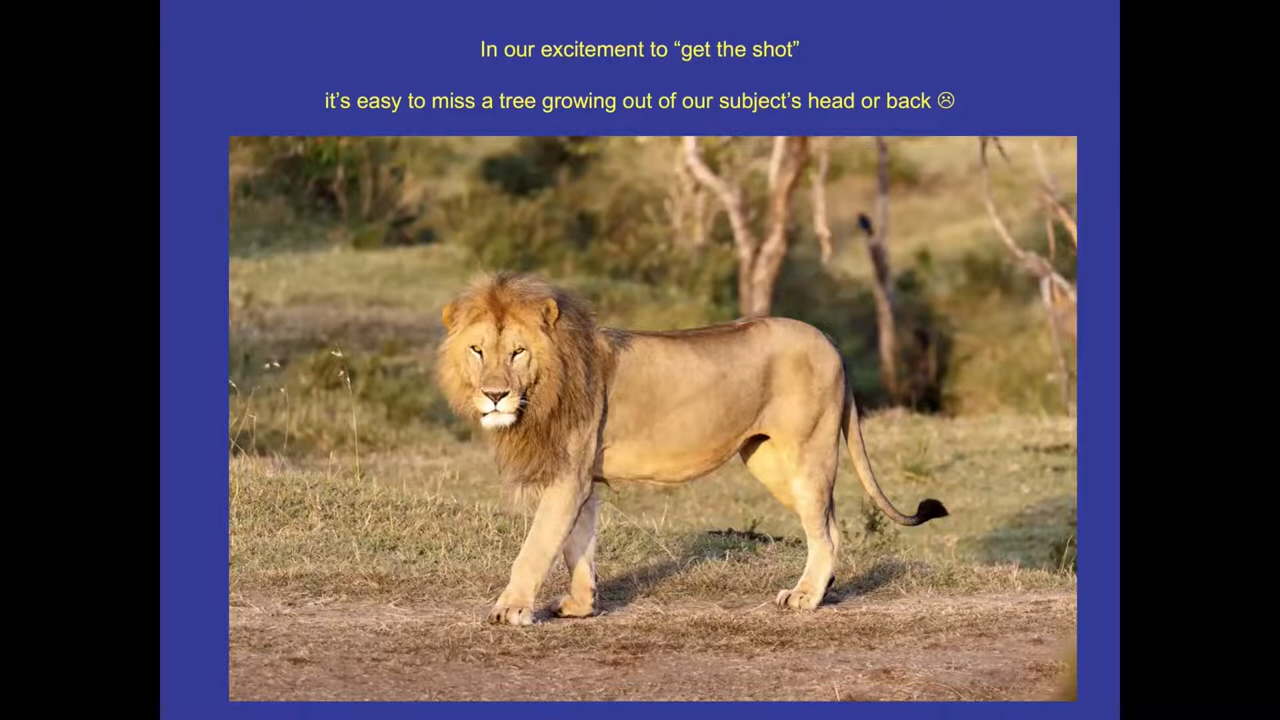 In our excitement to “get the shot”
it’s easy to miss a tree growing out of our subject’s head or back ☹